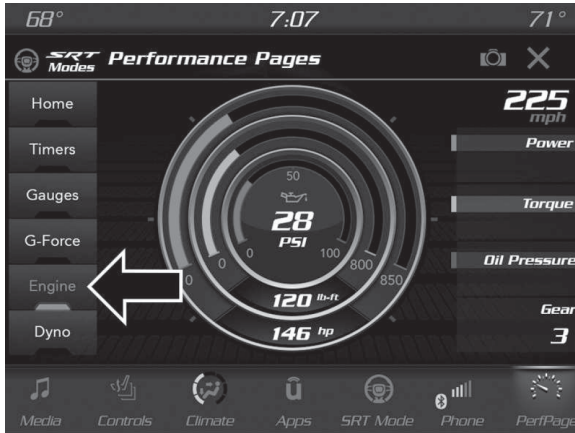 68° 7:07 71°
SRT Modes Performance Pages
Home
Timers
Gauges
G-Force
Engine
Dyno
50
28
PSI
0 0 0 100 800 850
120 lb-ft
146 hp
225
mph
Power
Torque
Oil Pressure
Gear
3
Media Controls Climate Apps SRT Mode Phone PerfPage